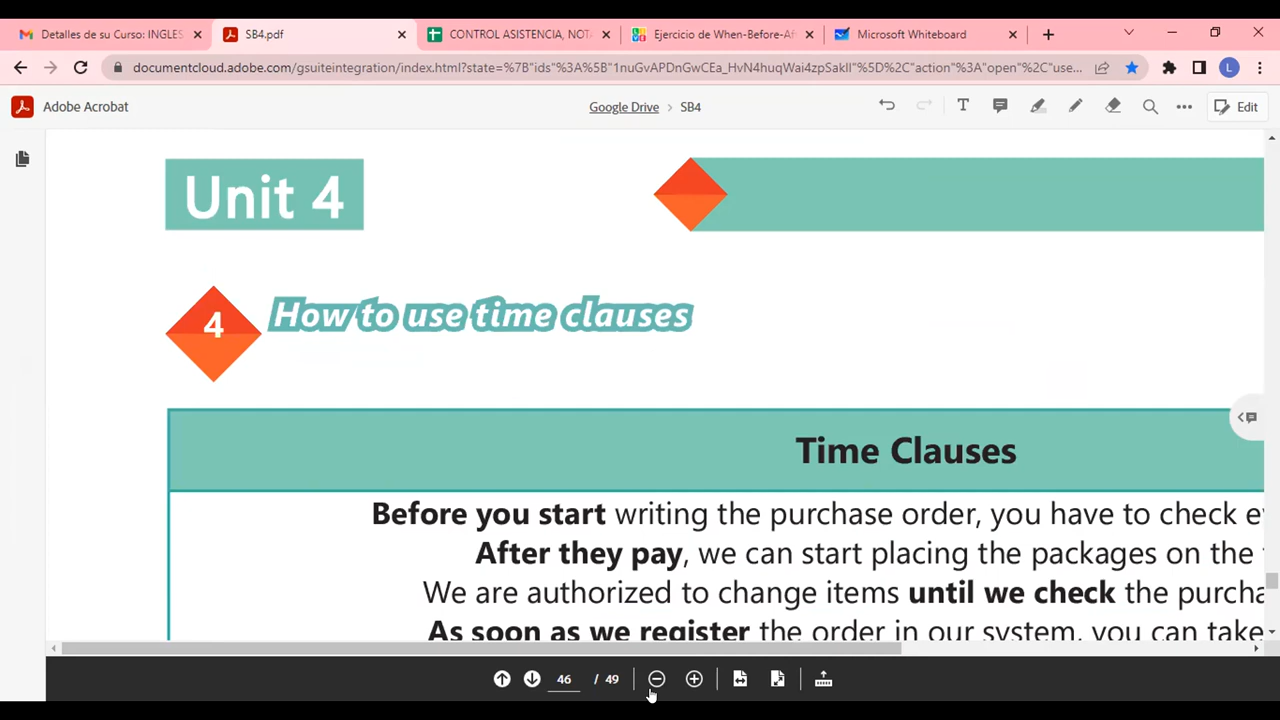 Detalles de su Curso: INGLES
SB4.pdf
CONTROL ASISTENCIA, NOT
Ejercicio de When-Before-Af
Microsoft Whiteboard
documentcloud.adobe.com/gsuiteintegration/index.html?state=%7B"ids"%3A%5B"1nuGvAPDnGwCEa_HvN4huqWai4zpSakIl"%5D%2C"action"%3A"open"%2C"use...
L
Adobe Acrobat
Google Drive > SB4
Edit
Unit 4
4
How to use time clauses
Time Clauses
Before you start writing the purchase order, you have to check
After they pay, we can start placing the packages on the
We are authorized to change items until we check the purcha
As soon as we register the order in our system, you can take
46 / 49